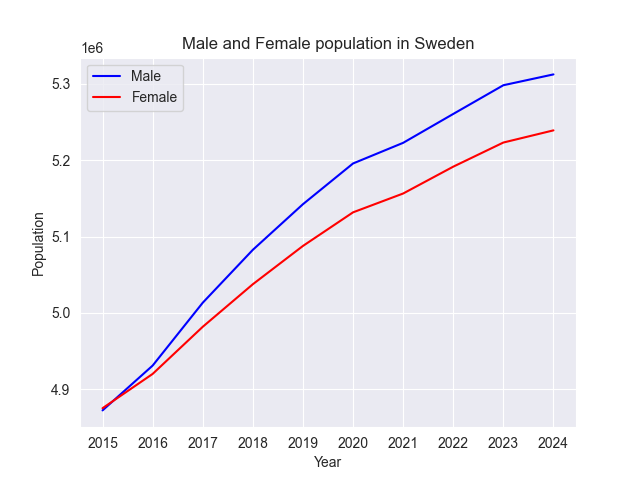 Male and Female population in Sweden
1e6
Male
Female
5.3
5.2
5.1
5.0
4.9
Population
2015 2016 2017 2018 2019 2020 2021 2022 2023 2024
Year